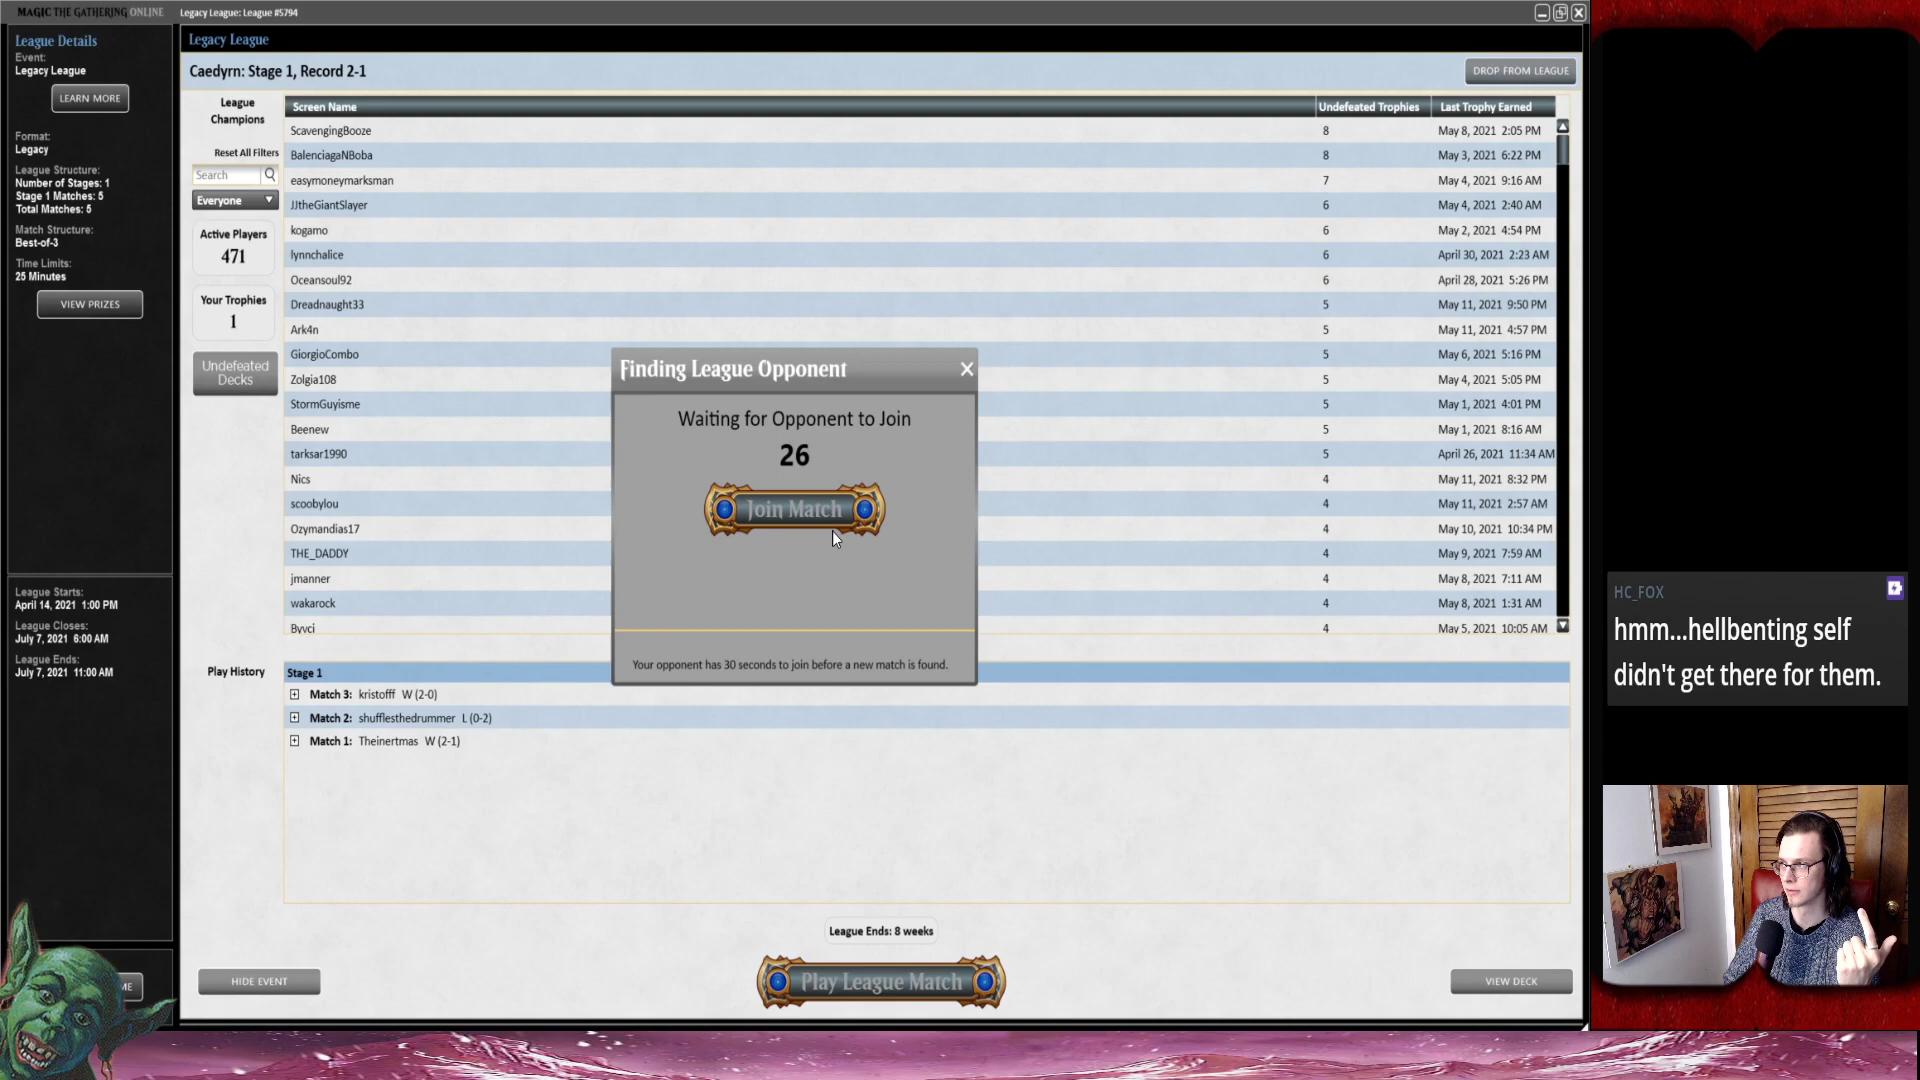 MAGIC THE GATHERING ONLINE
Legacy League: League #5794
League Details
Event:
Legacy League
LEARN MORE
Format:
Legacy
League Structure:
Number of Stages: 1
Stage 1 Matches: 5
Total Matches: 5
Match Structure:
Best-of-3
Time Limits:
25 Minutes
VIEW PRIZES
League Starts:
April 14, 2021 1:00 PM
League Closes:
July 7, 2021 6:00 AM
League Ends:
July 7, 2021 11:00 AM
ME
Legacy League
Caedyrn: Stage 1, Record 2-1
DROP FROM LEAGUE
League
Champions
Reset All Filters
Search
Everyone
Active Players
471
Your Trophies
1
Undefeated
Decks
Screen Name Undefeated Trophies Last Trophy Earned
ScavengingBooze 8 May 8, 2021 2:05 PM
BalenciagaNBoba 8 May 3, 2021 6:22 PM
easymoneymarksman 7 May 4, 2021 9:16 AM
JJtheGiantSlayer 6 May 4, 2021 2:40 AM
kogamo 6 May 2, 2021 4:54 PM
lynnchalice 6 April 30, 2021 2:23 AM
Oceansoul92 6 April 28, 2021 5:26 PM
Dreadnaught33 5 May 11, 2021 9:50 PM
Ark4n 5 May 11, 2021 4:57 PM
GiorgioCombo 5 May 6, 2021 5:16 PM
Zolgia108 5 May 4, 2021 5:05 PM
StormGuyisme 5 May 1, 2021 4:01 PM
Beenew 5 May 1, 2021 8:16 AM
tarksar1990 5 April 26, 2021 11:34 AM
Nics 4 May 11, 2021 8:32 PM
scoobylou 4 May 11, 2021 2:57 AM
Ozymandias17 4 May 10, 2021 10:34 PM
THE_DADDY 4 May 9, 2021 7:59 AM
jmanner 4 May 8, 2021 7:11 AM
wakarock 4 May 8, 2021 1:31 AM
Byvci 4 May 5, 2021 10:05 AM
Finding League Opponent
Waiting for Opponent to Join
26
Join Match
Your opponent has 30 seconds to join before a new match is found.
Play History
Stage 1
Match 3: kristofff W (2-0)
Match 2: shufflesthedrummer L (0-2)
Match 1: Theinertmas W (2-1)
League Ends: 8 weeks
HIDE EVENT
Play League Match
VIEW DECK
HC_FOX
hmm...hellbenting self
didn't get there for them.